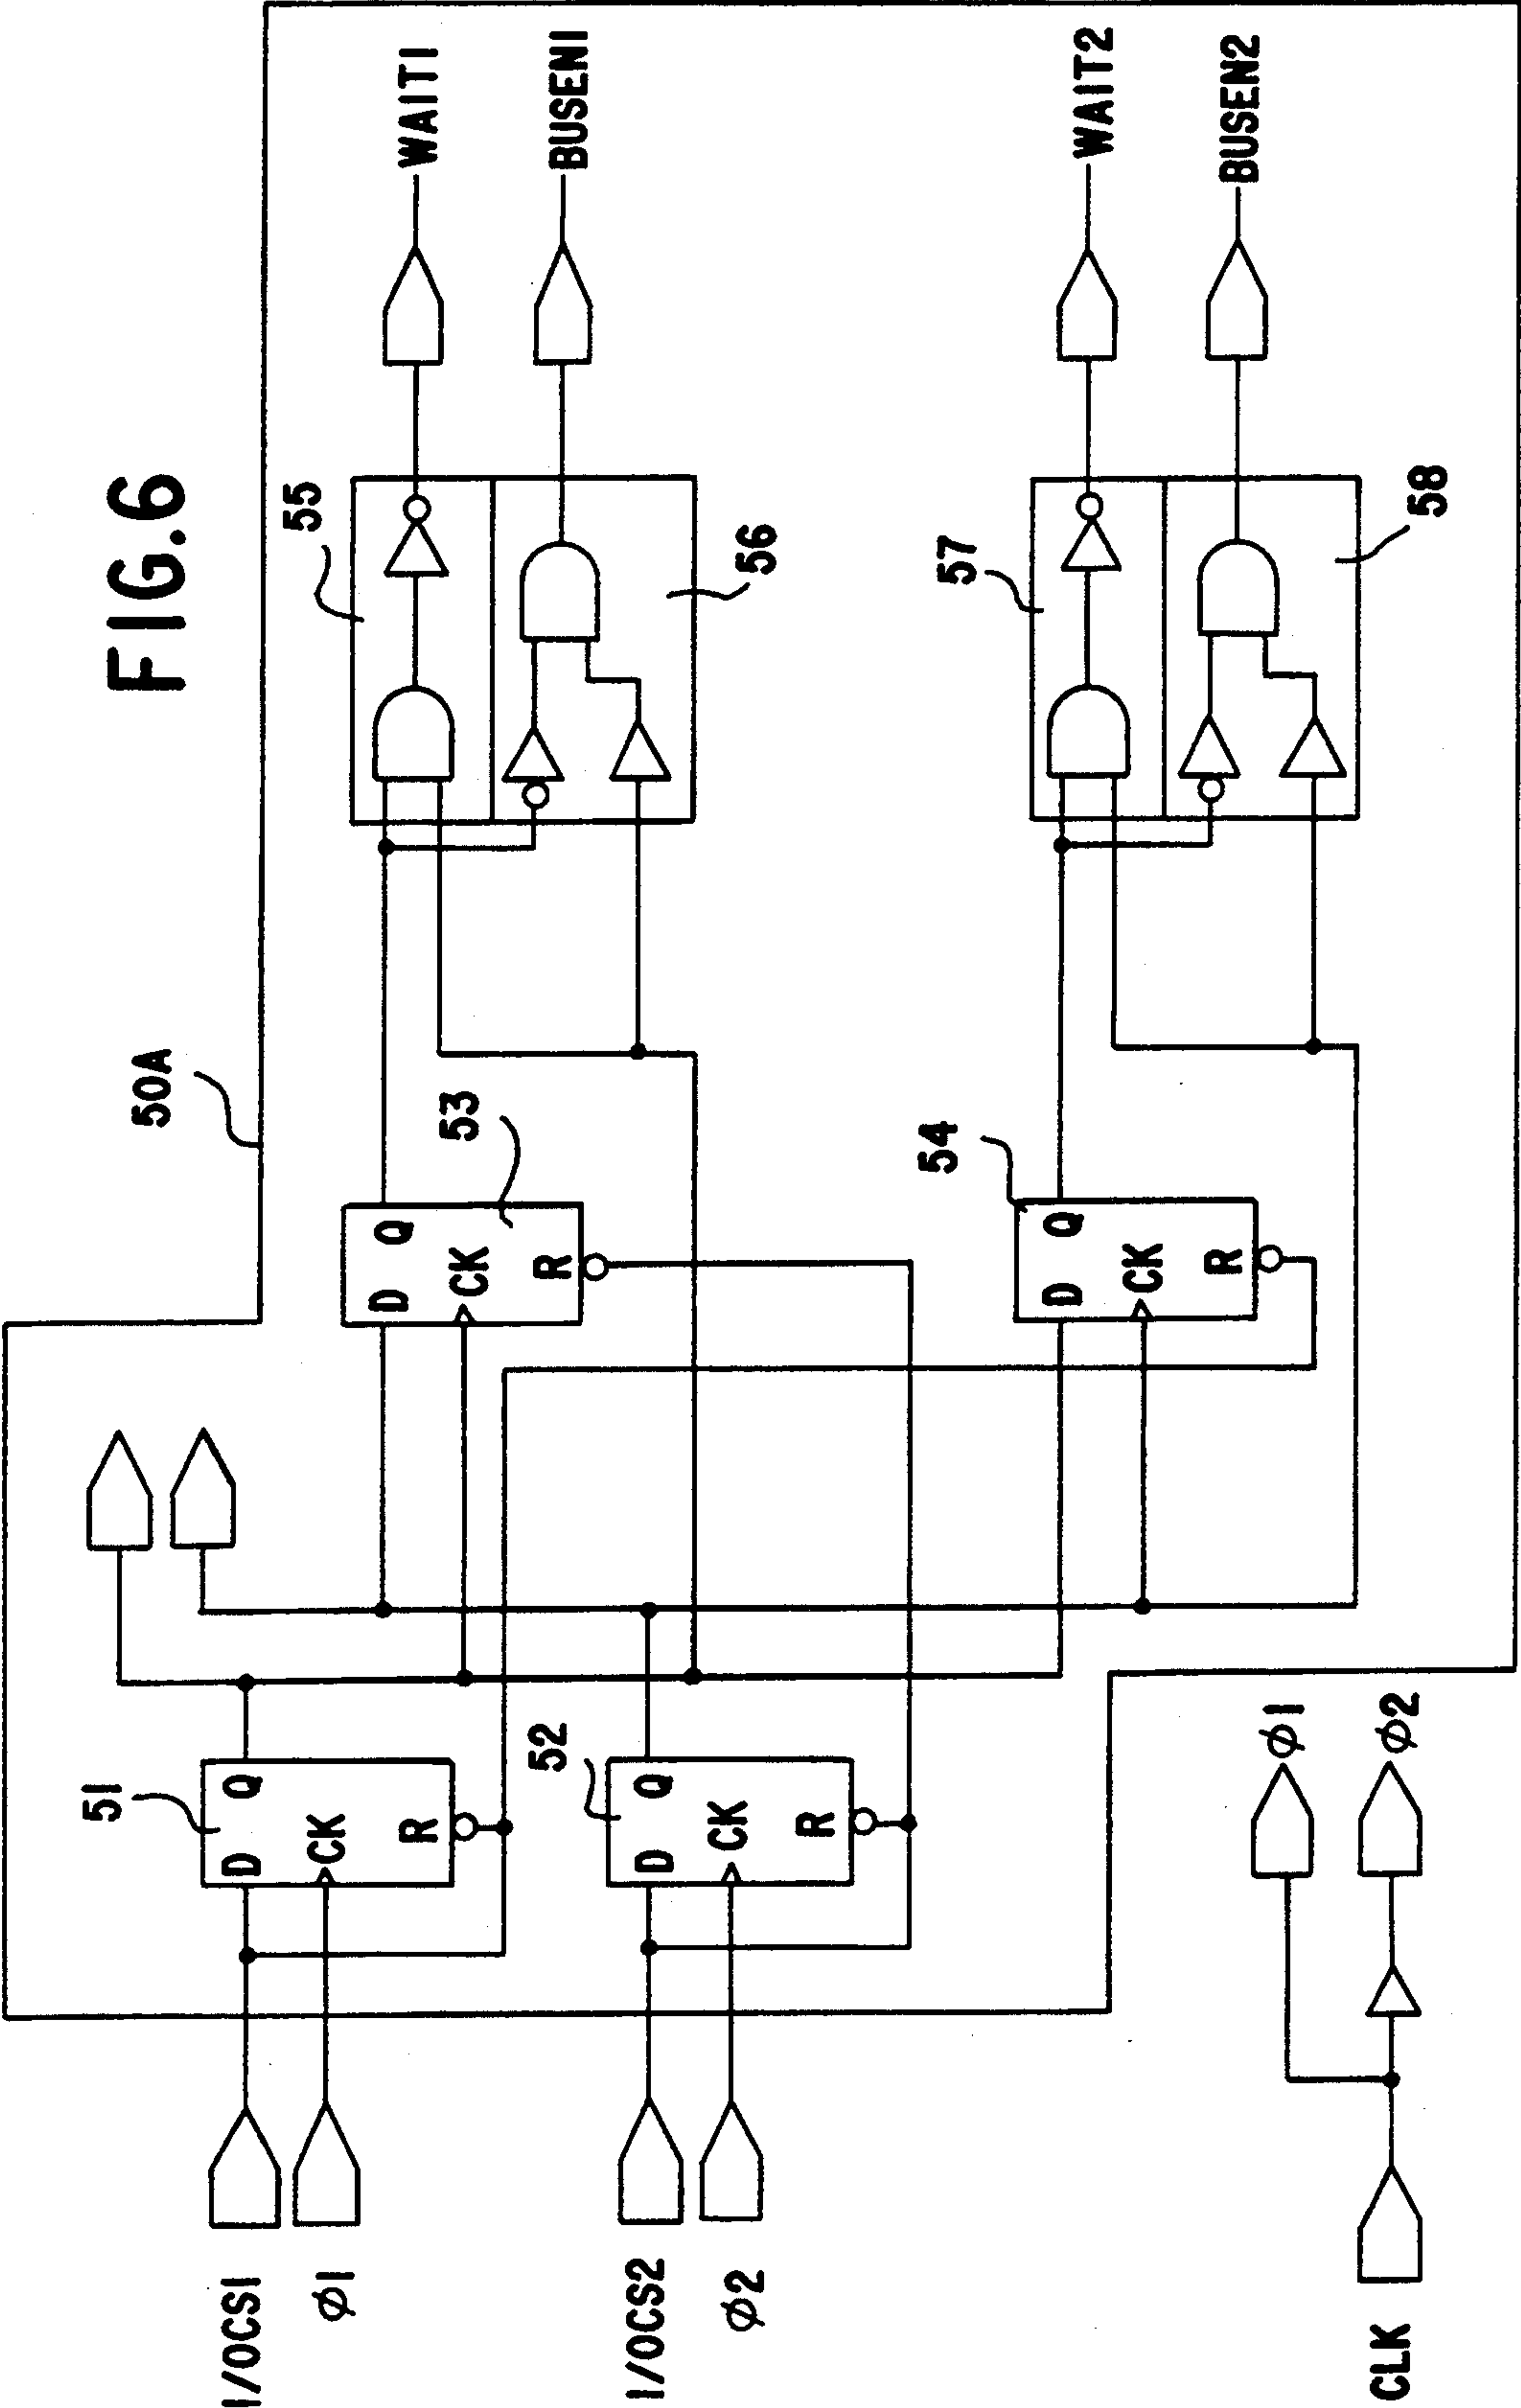 FIG.6
50A
I/OCS1
φ1
I/OCS2
φ2
CLK
φ1
φ2
51
D Q
CK
R
52
D Q
CK
R
53
D Q
CK
R
54
D Q
CK
R
55
56
57
58
WAIT1
BUSEN1
WAIT2
BUSEN2